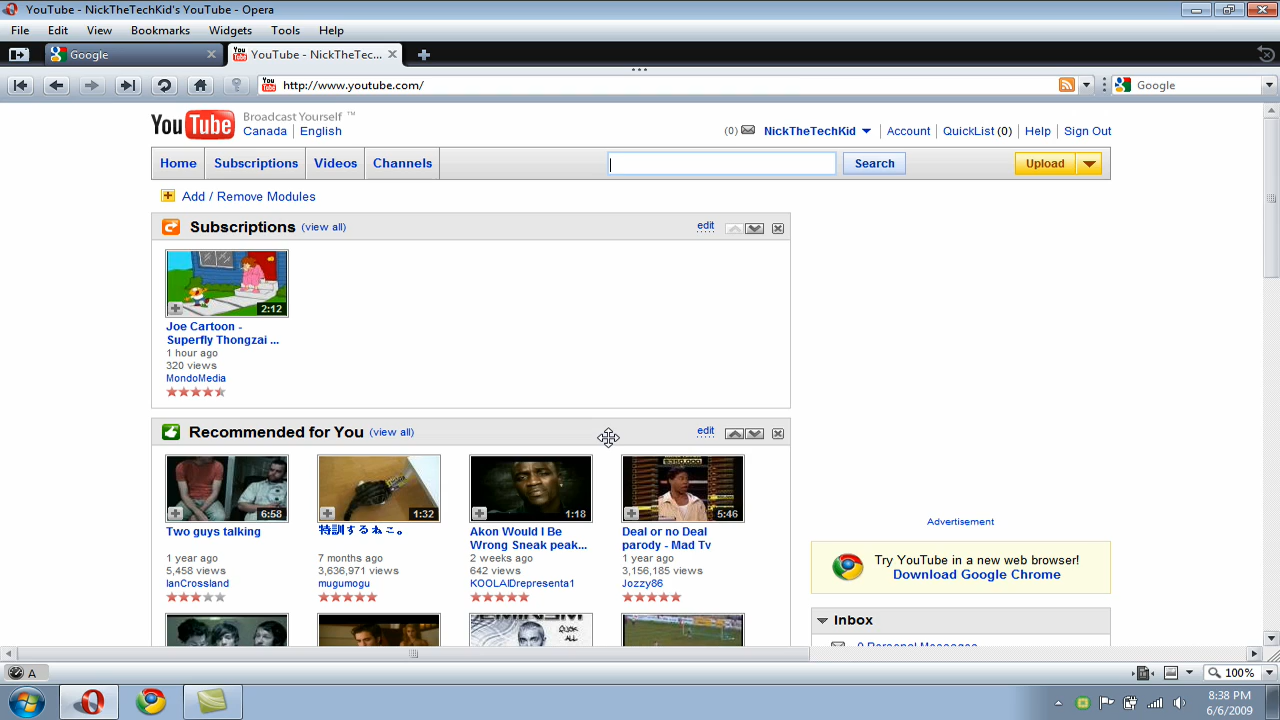 YouTube - NickTheTechKid's YouTube - Opera
File Edit View Bookmarks Widgets Tools Help
Google YouTube - NickTheTec...
http://www.youtube.com/ Google
YouTube Broadcast Yourself ™
Canada | English
(0) NickTheTechKid | Account | QuickList (0) | Help | Sign Out
Home Subscriptions Videos Channels Search Upload
Add / Remove Modules
Subscriptions (view all) edit
2:12
Joe Cartoon -
Superfly Thongzai ...
1 hour ago
320 views
MondoMedia
Recommended for You (view all) edit
6:58 1:32 1:18 5:46
Two guys talking
1 year ago
5,458 views
IanCrossland
特訓するねこ。
7 months ago
3,636,971 views
mugumogu
Akon Would I Be
Wrong Sneak peak...
2 weeks ago
642 views
KOOLAIDrepresenta1
Deal or no Deal
parody - Mad Tv
1 year ago
3,156,185 views
Jozzy86
Advertisement
Try YouTube in a new web browser!
Download Google Chrome
Inbox
0 Personal Messages
A
100%
8:38 PM
6/6/2009